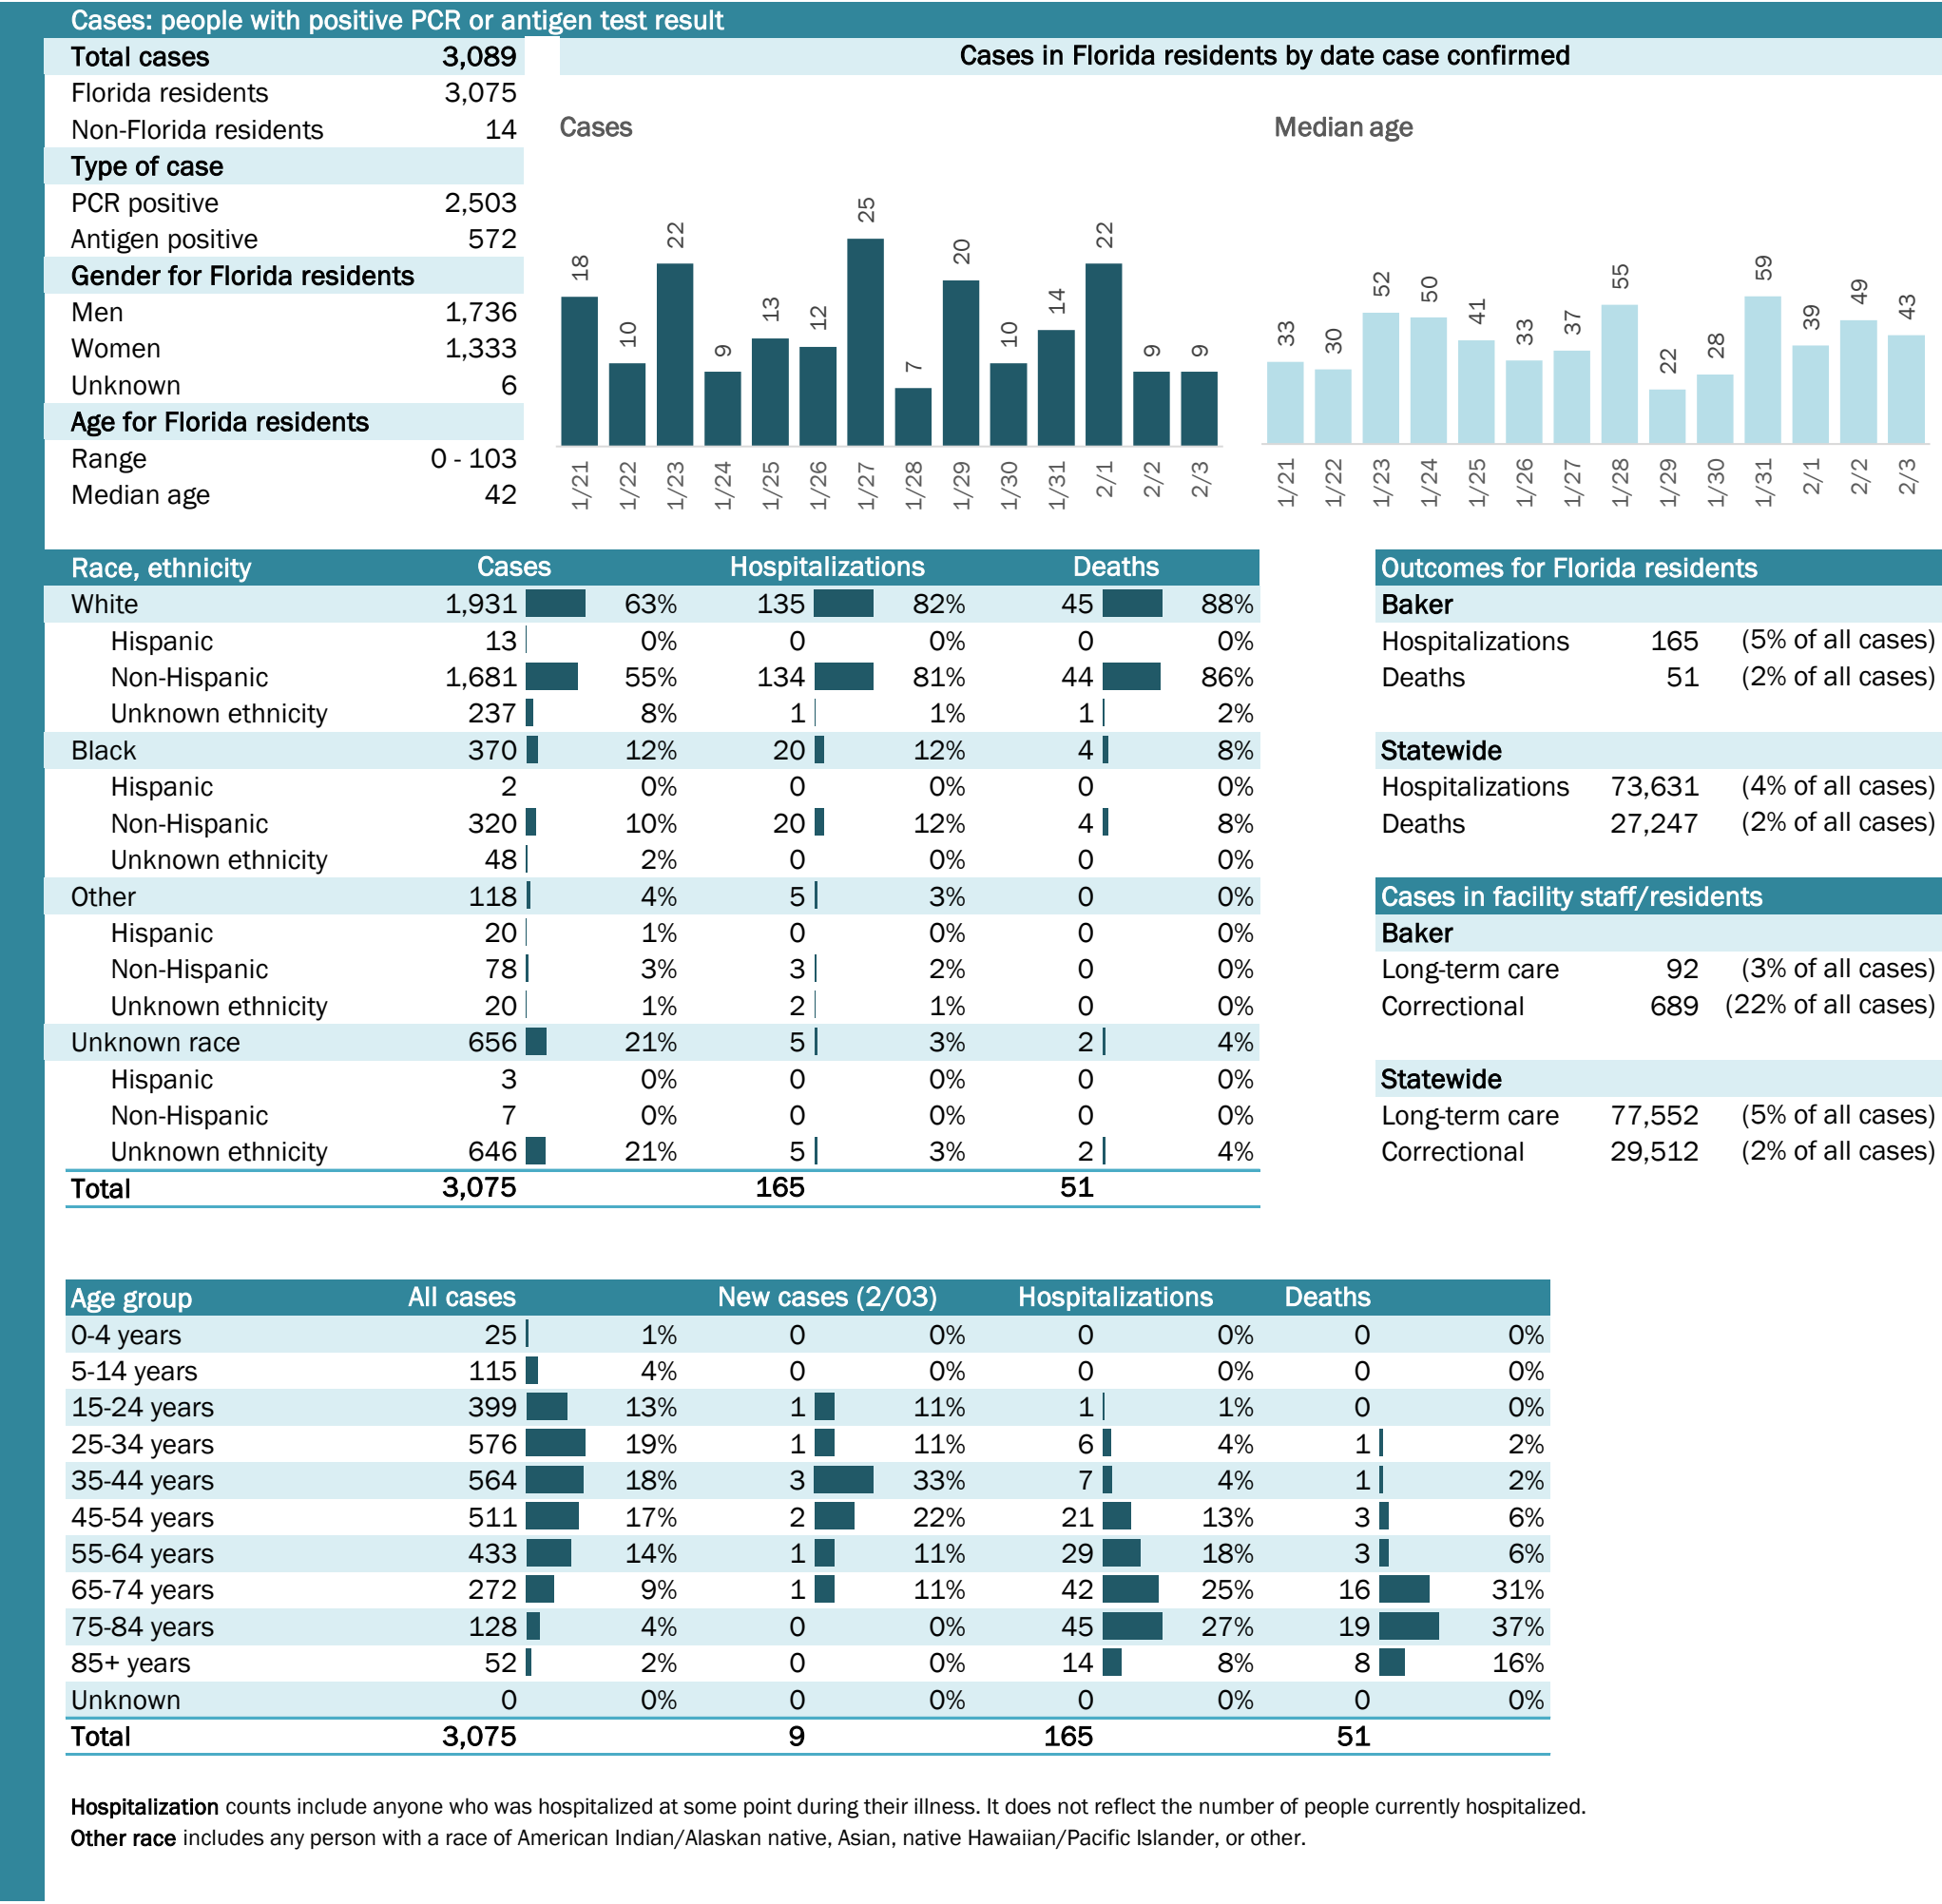 Cases: people with positive PCR or antigen test result
Total cases 3,089
Florida residents 3,075
Non-Florida residents 14
Type of case
PCR positive 2,503
Antigen positive 572
Gender for Florida residents
Men 1,736
Women 1,333
Unknown 6
Age for Florida residents
Range 0 - 103
Median age 42
Cases in Florida residents by date case confirmed
Cases
18 10 22 9 13 12 25 7 20 10 14 22 9 9
1/21 1/22 1/23 1/24 1/25 1/26 1/27 1/28 1/29 1/30 1/31 2/1 2/2 2/3
Median age
33 30 52 50 41 33 37 55 22 28 59 39 49 43
1/21 1/22 1/23 1/24 1/25 1/26 1/27 1/28 1/29 1/30 1/31 2/1 2/2 2/3
Race, ethnicity Cases Hospitalizations Deaths
White 1,931 63% 135 82% 45 88%
Hispanic 13 0% 0 0% 0 0%
Non-Hispanic 1,681 55% 134 81% 44 86%
Unknown ethnicity 237 8% 1 1% 1 2%
Black 370 12% 20 12% 4 8%
Hispanic 2 0% 0 0% 0 0%
Non-Hispanic 320 10% 20 12% 4 8%
Unknown ethnicity 48 2% 0 0% 0 0%
Other 118 4% 5 3% 0 0%
Hispanic 20 1% 0 0% 0 0%
Non-Hispanic 78 3% 3 2% 0 0%
Unknown ethnicity 20 1% 2 1% 0 0%
Unknown race 656 21% 5 3% 2 4%
Hispanic 3 0% 0 0% 0 0%
Non-Hispanic 7 0% 0 0% 0 0%
Unknown ethnicity 646 21% 5 3% 2 4%
Total 3,075 165 51
Outcomes for Florida residents
Baker
Hospitalizations 165 (5% of all cases)
Deaths 51 (2% of all cases)
Statewide
Hospitalizations 73,631 (4% of all cases)
Deaths 27,247 (2% of all cases)
Cases in facility staff/residents
Baker
Long-term care 92 (3% of all cases)
Correctional 689 (22% of all cases)
Statewide
Long-term care 77,552 (5% of all cases)
Correctional 29,512 (2% of all cases)
Age group All cases New cases (2/03) Hospitalizations Deaths
0-4 years 25 1% 0 0% 0 0% 0 0%
5-14 years 115 4% 0 0% 0 0% 0 0%
15-24 years 399 13% 1 11% 1 1% 0 0%
25-34 years 576 19% 1 11% 6 4% 1 2%
35-44 years 564 18% 3 33% 7 4% 1 2%
45-54 years 511 17% 2 22% 21 13% 3 6%
55-64 years 433 14% 1 11% 29 18% 3 6%
65-74 years 272 9% 1 11% 42 25% 16 31%
75-84 years 128 4% 0 0% 45 27% 19 37%
85+ years 52 2% 0 0% 14 8% 8 16%
Unknown 0 0% 0 0% 0 0% 0 0%
Total 3,075 9 165 51
Hospitalization counts include anyone who was hospitalized at some point during their illness. It does not reflect the number of people currently hospitalized.
Other race includes any person with a race of American Indian/Alaskan native, Asian, native Hawaiian/Pacific Islander, or other.